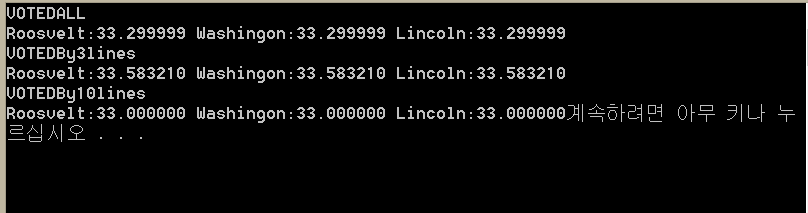 VOTEDALL
Roosvelt:33.299999 Washingon:33.299999 Lincoln:33.299999
VOTEDBy3lines
Roosvelt:33.583210 Washingon:33.583210 Lincoln:33.583210
VOTEDBy10lines
Roosvelt:33.000000 Washingon:33.000000 Lincoln:33.000000계속하려면 아무 키나 누
르십시오 . . .